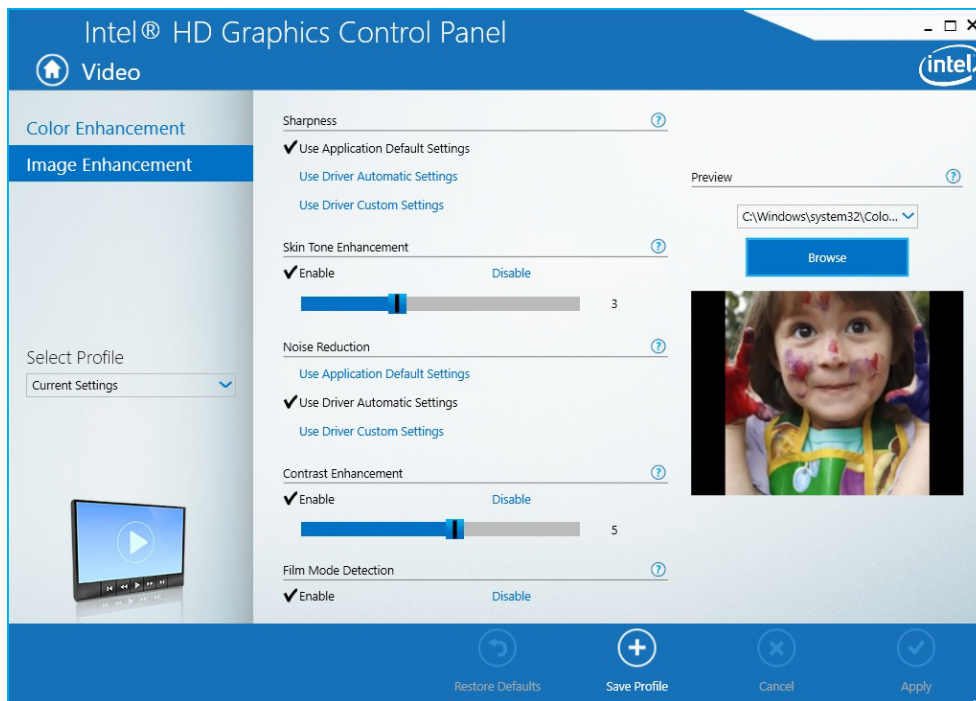 Intel® HD Graphics Control Panel
Video
intel
Color Enhancement
Image Enhancement
Select Profile
Current Settings
Sharpness
Use Application Default Settings
Use Driver Automatic Settings
Use Driver Custom Settings
Skin Tone Enhancement
Enable Disable
3
Noise Reduction
Use Application Default Settings
Use Driver Automatic Settings
Use Driver Custom Settings
Contrast Enhancement
Enable Disable
5
Film Mode Detection
Enable Disable
Preview
C:\Windows\system32\Colo...
Browse
Restore Defaults
Save Profile
Cancel
Apply